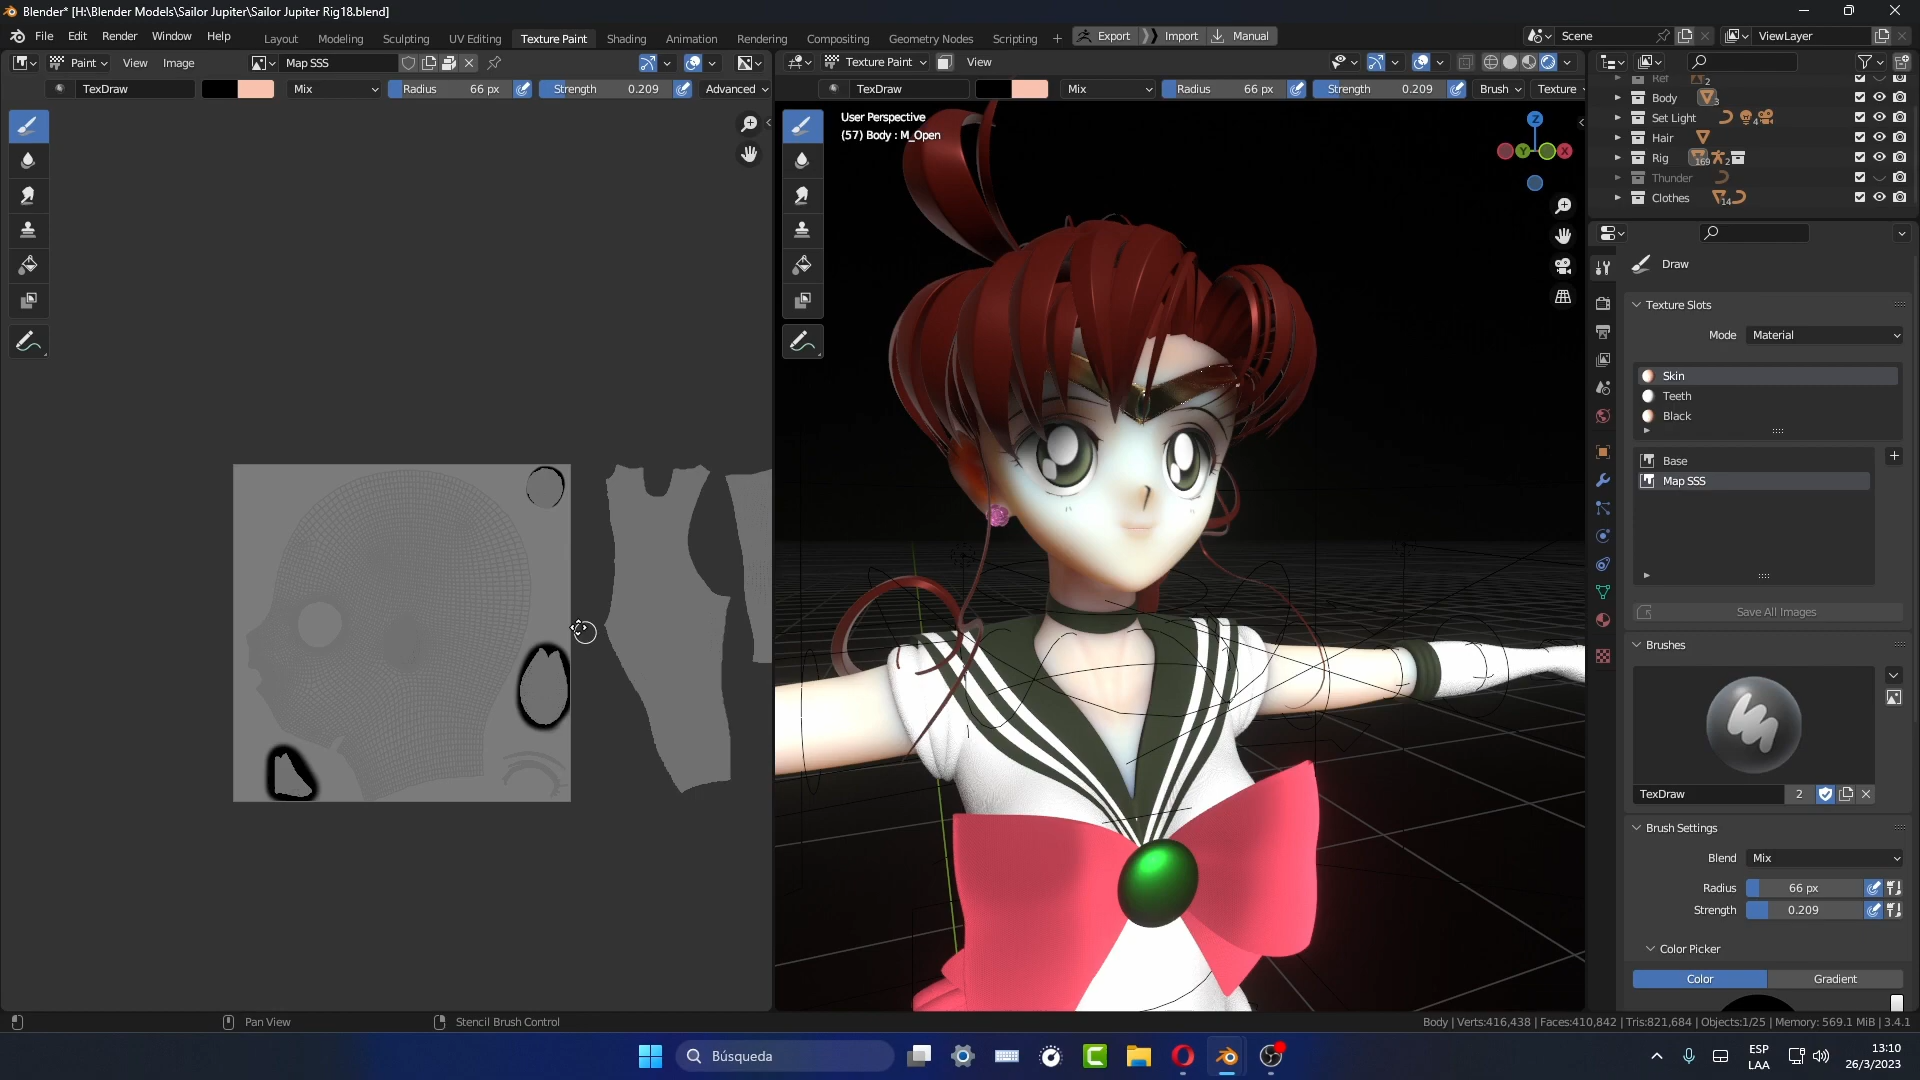 Blender* [H:\Blender Models\Sailor Jupiter\Sailor Jupiter Rig18.blend]
File Edit Render Window Help Layout Modeling Sculpting UV Editing Texture Paint Shading Animation Rendering Compositing Geometry Nodes Scripting + Export Import Manual Scene ViewLayer
Paint View Image Map SSS Texture Paint View
TexDraw Mix Radius 66 px Strength 0.209 Advanced TexDraw Mix Radius 66 px Strength 0.209 Brush Texture
User Perspective
(57) Body : M_Open
Z
Y X
Ref 2
Body 3
Set Light 4
Hair
Rig 169 2
Thunder
Clothes 14
Draw
Texture Slots
Mode Material
Skin
Teeth
Black
Base
Map SSS
Save All Images
Brushes
TexDraw 2
Brush Settings
Blend Mix
Radius 66 px
Strength 0.209
Color Picker
Color Gradient
Pan View Stencil Brush Control Body | Verts:416,438 | Faces:410,842 | Tris:821,684 | Objects:1/25 | Memory: 569.1 MiB | 3.4.1
Búsqueda
ESP
LAA
13:10
26/3/2023